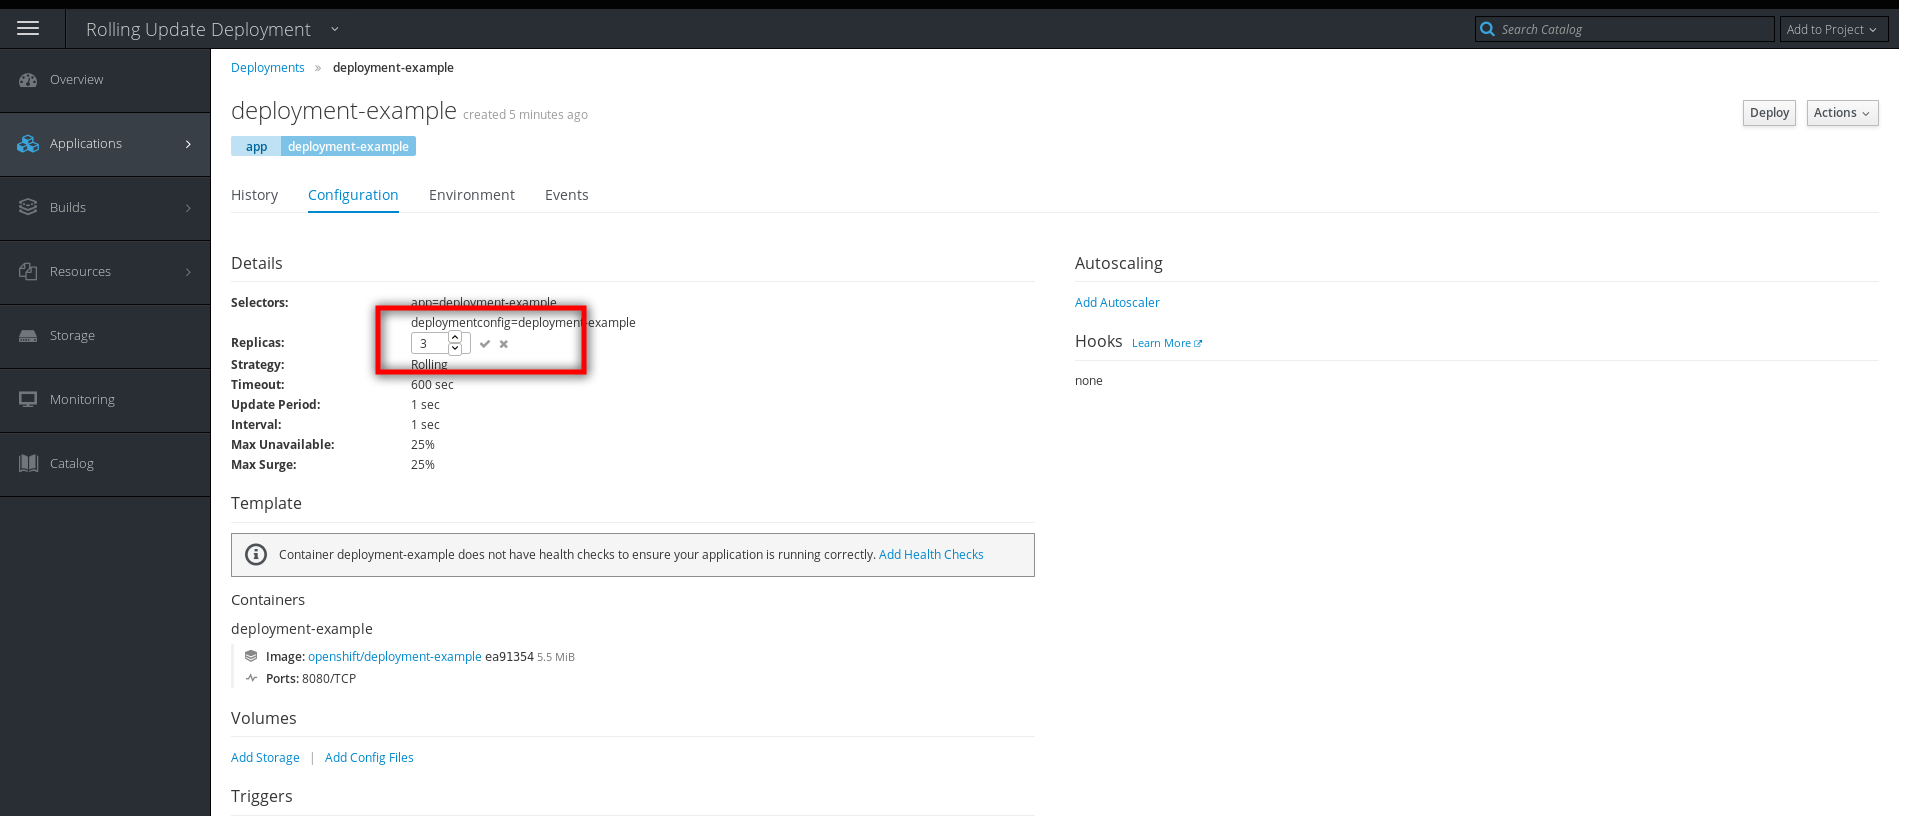 Rolling Update Deployment
Search Catalog
Add to Project
Overview
Applications
Builds
Resources
Storage
Monitoring
Catalog
Deployments » deployment-example
deployment-example created 5 minutes ago
Deploy
Actions
app deployment-example
History Configuration Environment Events
Details
Selectors: app=deployment-example
deploymentconfig=deployment-example
Replicas: 3
Strategy: Rolling
Timeout: 600 sec
Update Period: 1 sec
Interval: 1 sec
Max Unavailable: 25%
Max Surge: 25%
Template
Container deployment-example does not have health checks to ensure your application is running correctly. Add Health Checks
Containers
deployment-example
Image: openshift/deployment-example ea91354 5.5 MiB
Ports: 8080/TCP
Volumes
Add Storage | Add Config Files
Triggers
Autoscaling
Add Autoscaler
Hooks Learn More
none